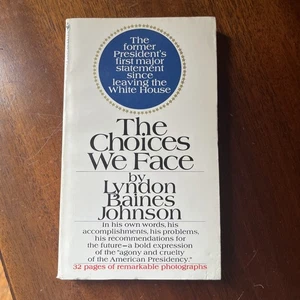 The
former
President's
first major
statement
since
leaving the
White House
The
Choices
We Face
by
Lyndon
Baines
Johnson
In his own words, his
accomplishments, his problems,
his recommendations for
the future—a bold expression
of the "agony and cruelty
of the American Presidency."
32 pages of remarkable photographs